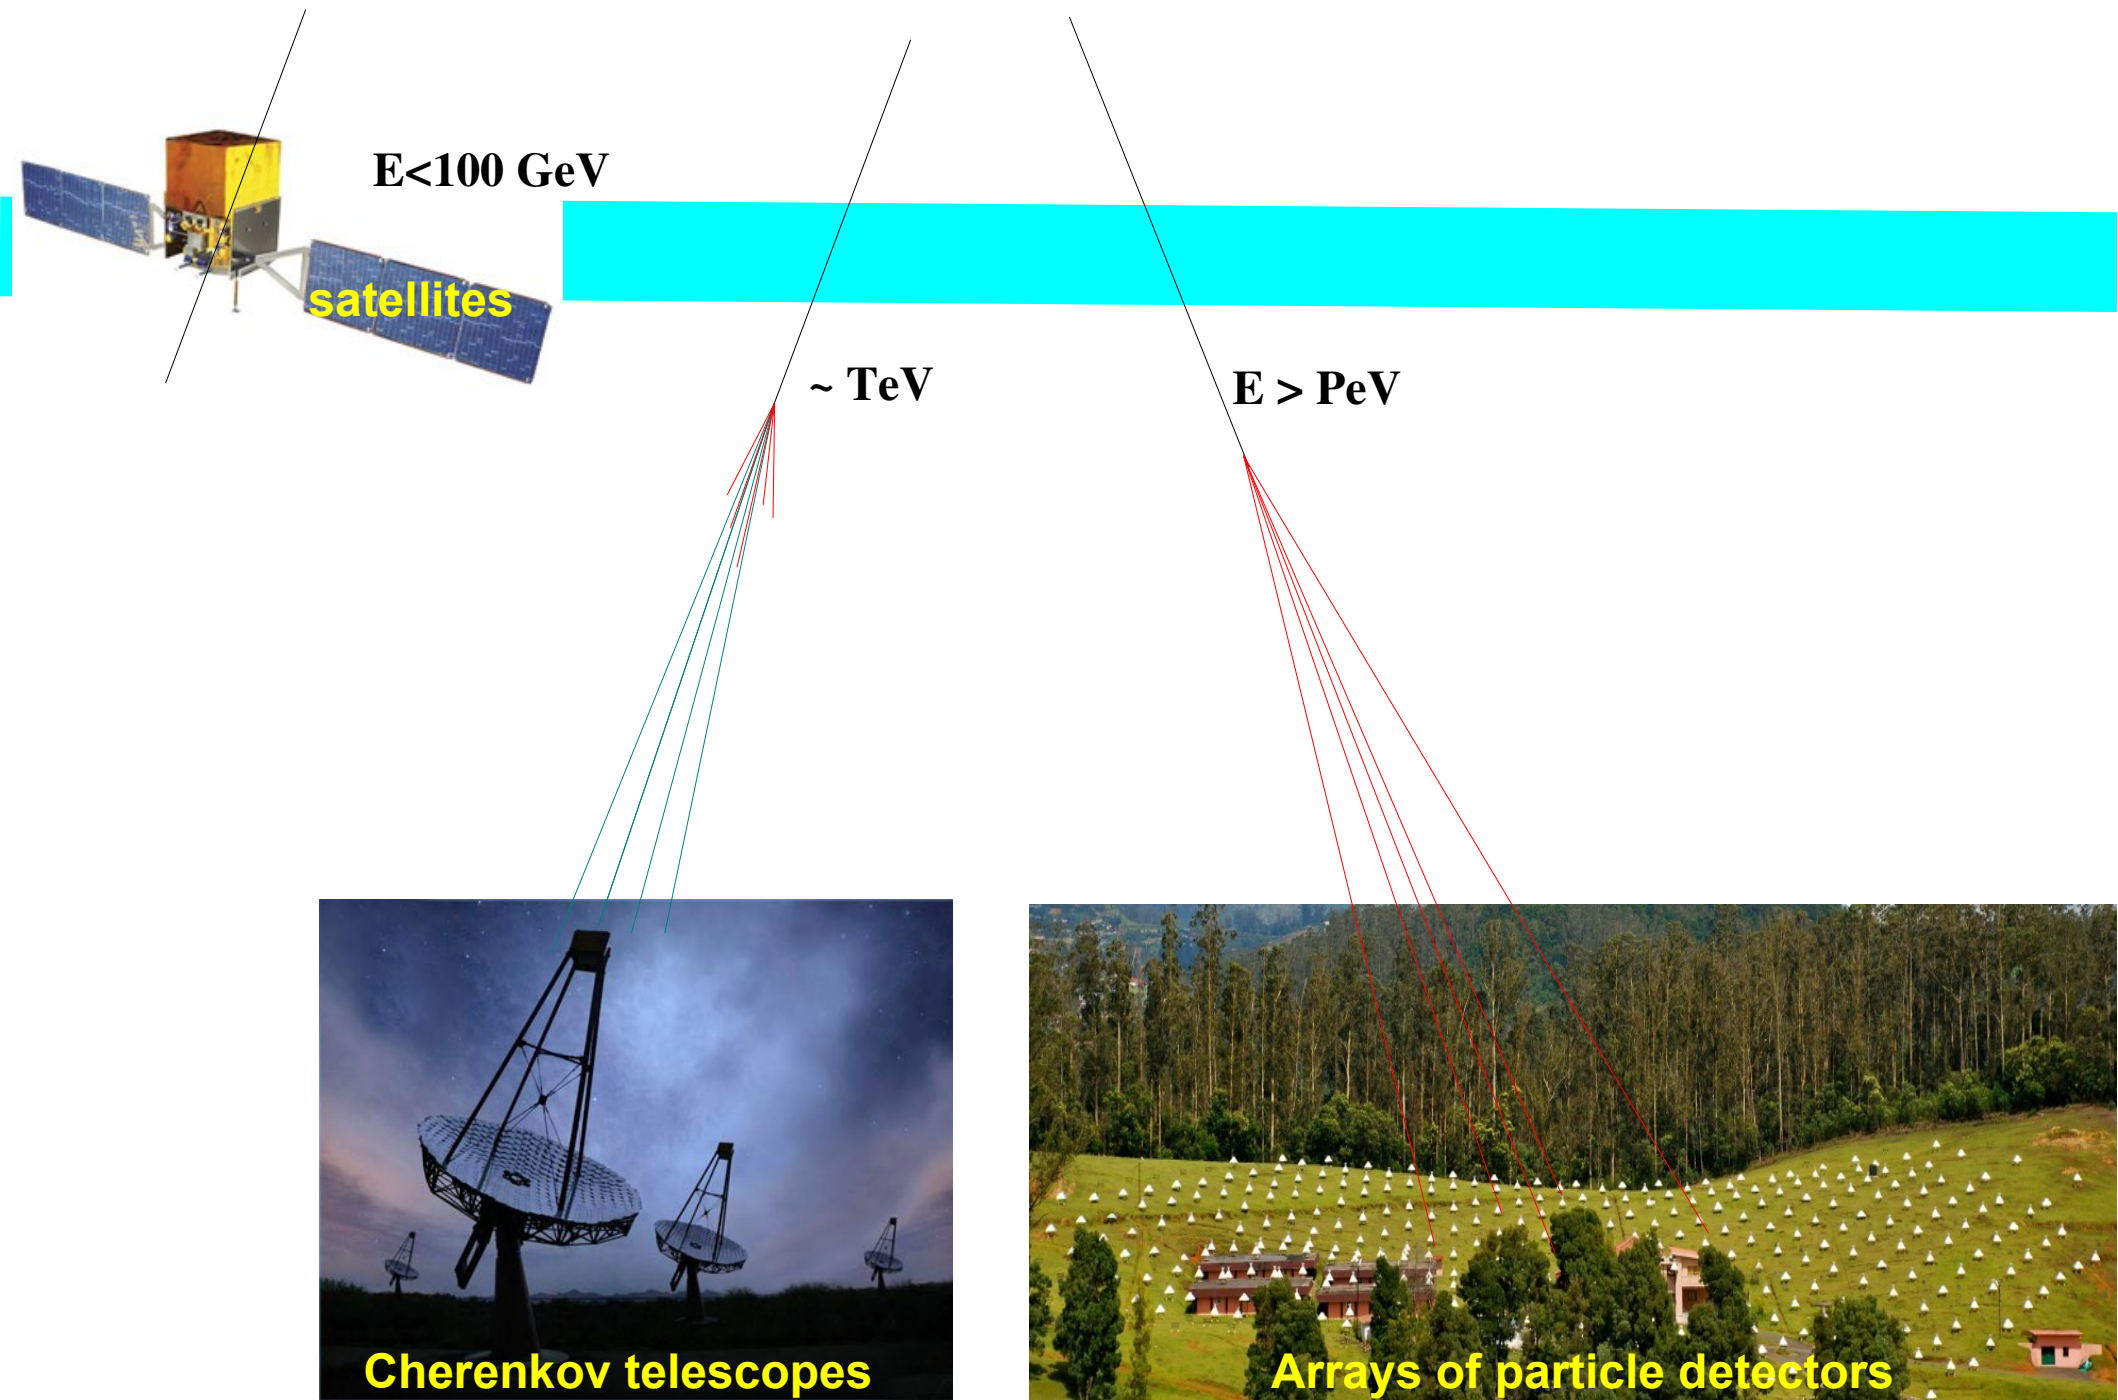 E<100 GeV
satellites
~ TeV
E > PeV
Cherenkov telescopes
Arrays of particle detectors